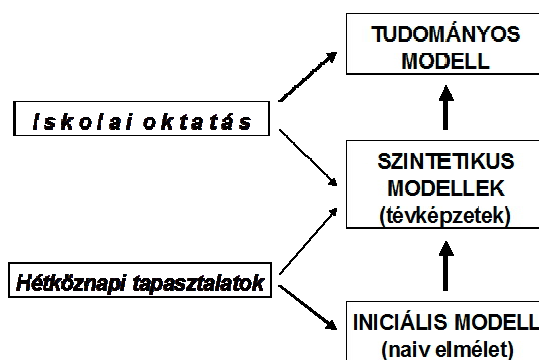 TUDOMÁNYOS
MODELL
Iskolai oktatás
SZINTETIKUS
MODELLEK
(tévképzetek)
Hétköznapi tapasztalatok
INICIÁLIS MODELL
(naiv elmélet)